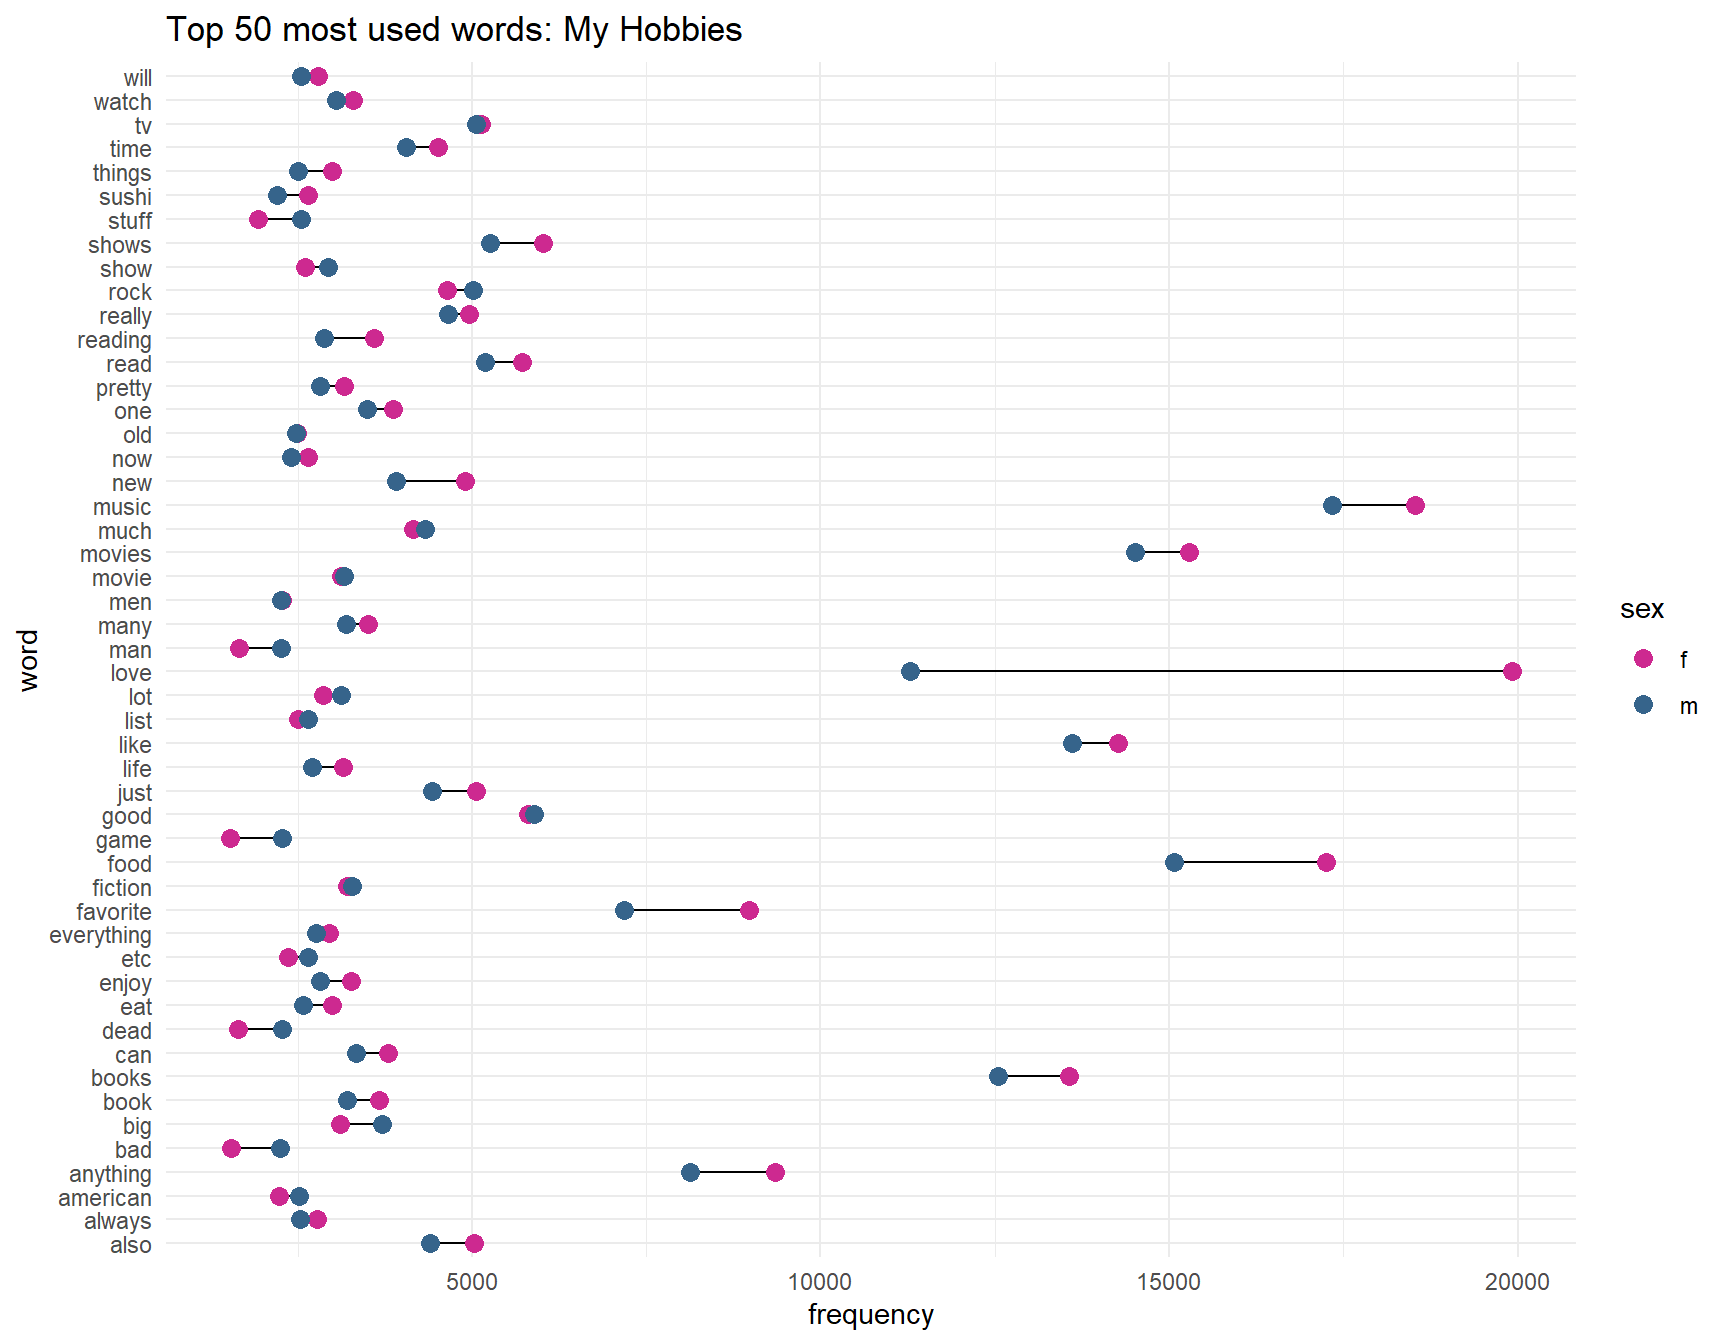 Top 50 most used words: My Hobbies
will
watch
tv
time
things
sushi
stuff
shows
show
rock
really
reading
read
pretty
one
old
now
new
music
much
movies
movie
men
many
man
love
lot
list
like
life
just
good
game
food
fiction
favorite
everything
etc
enjoy
eat
dead
can
books
book
big
bad
anything
american
always
also
word
5000 10000 15000 20000
frequency
sex
f
m